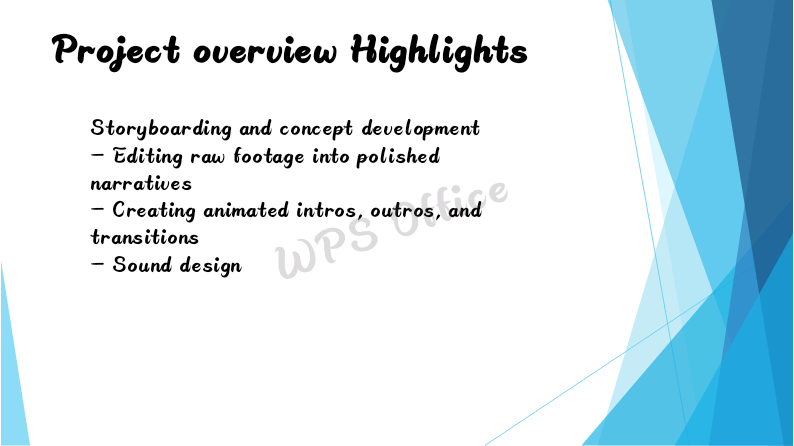 Project overview Highlights
Storyboarding and concept development
– Editing raw footage into polished
narratives
– Creating animated intros, outros, and
transitions
– Sound design
WPS Office